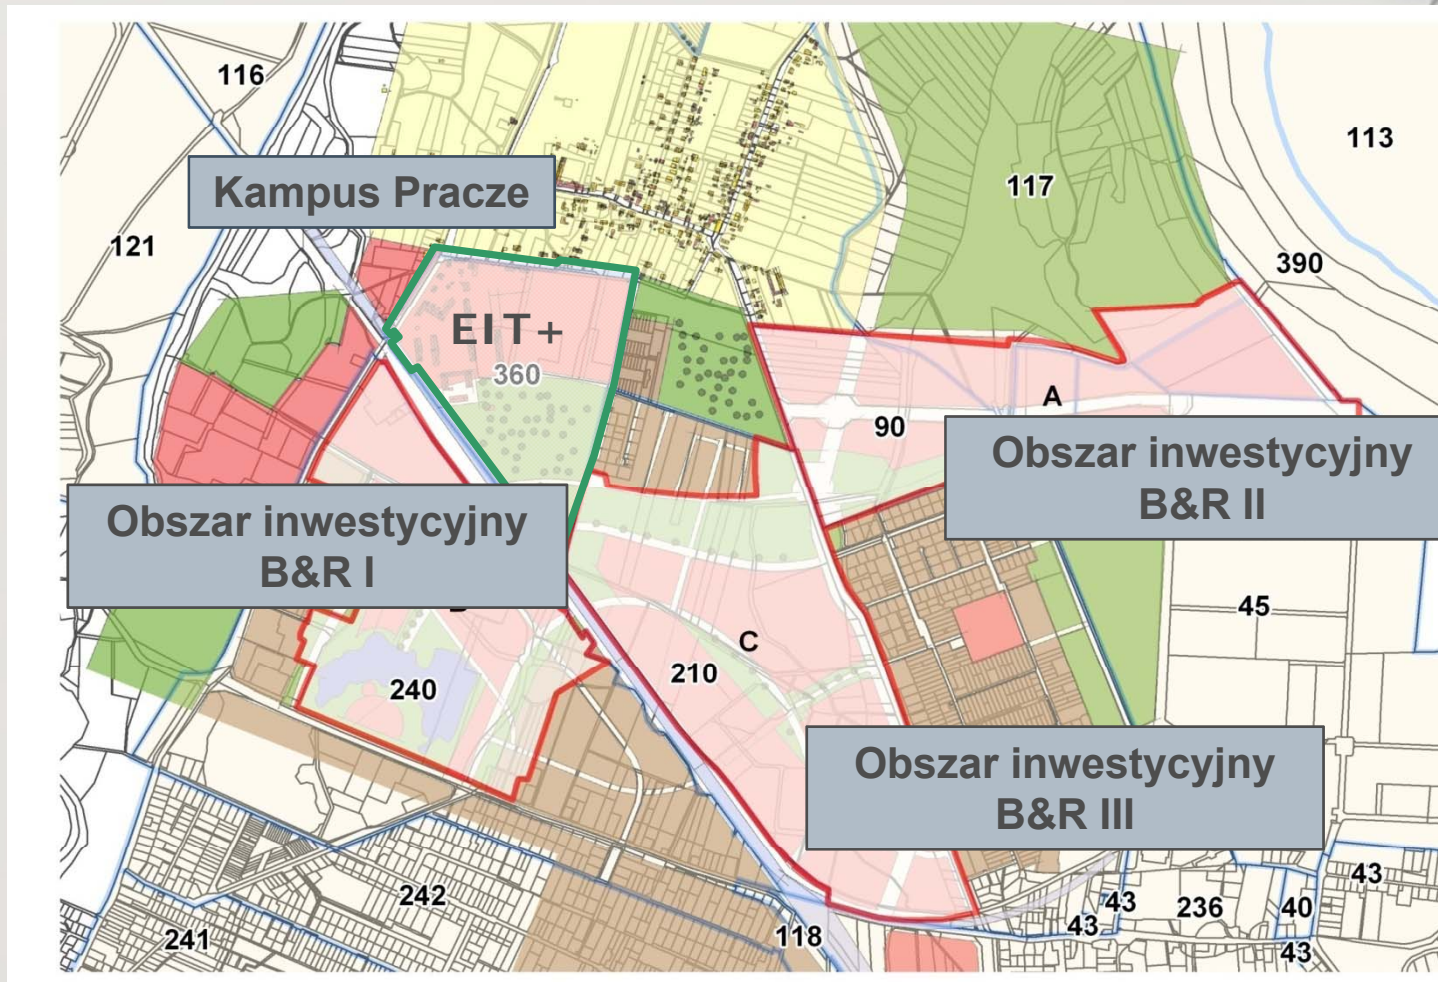 116
113
117
Kampus Pracze
121
390
EIT+
360
A
90
Obszar inwestycyjny
B&R II
Obszar inwestycyjny
B&R I
45
C
210
240
Obszar inwestycyjny
B&R III
43
242
43
236
40
43
241
118
43